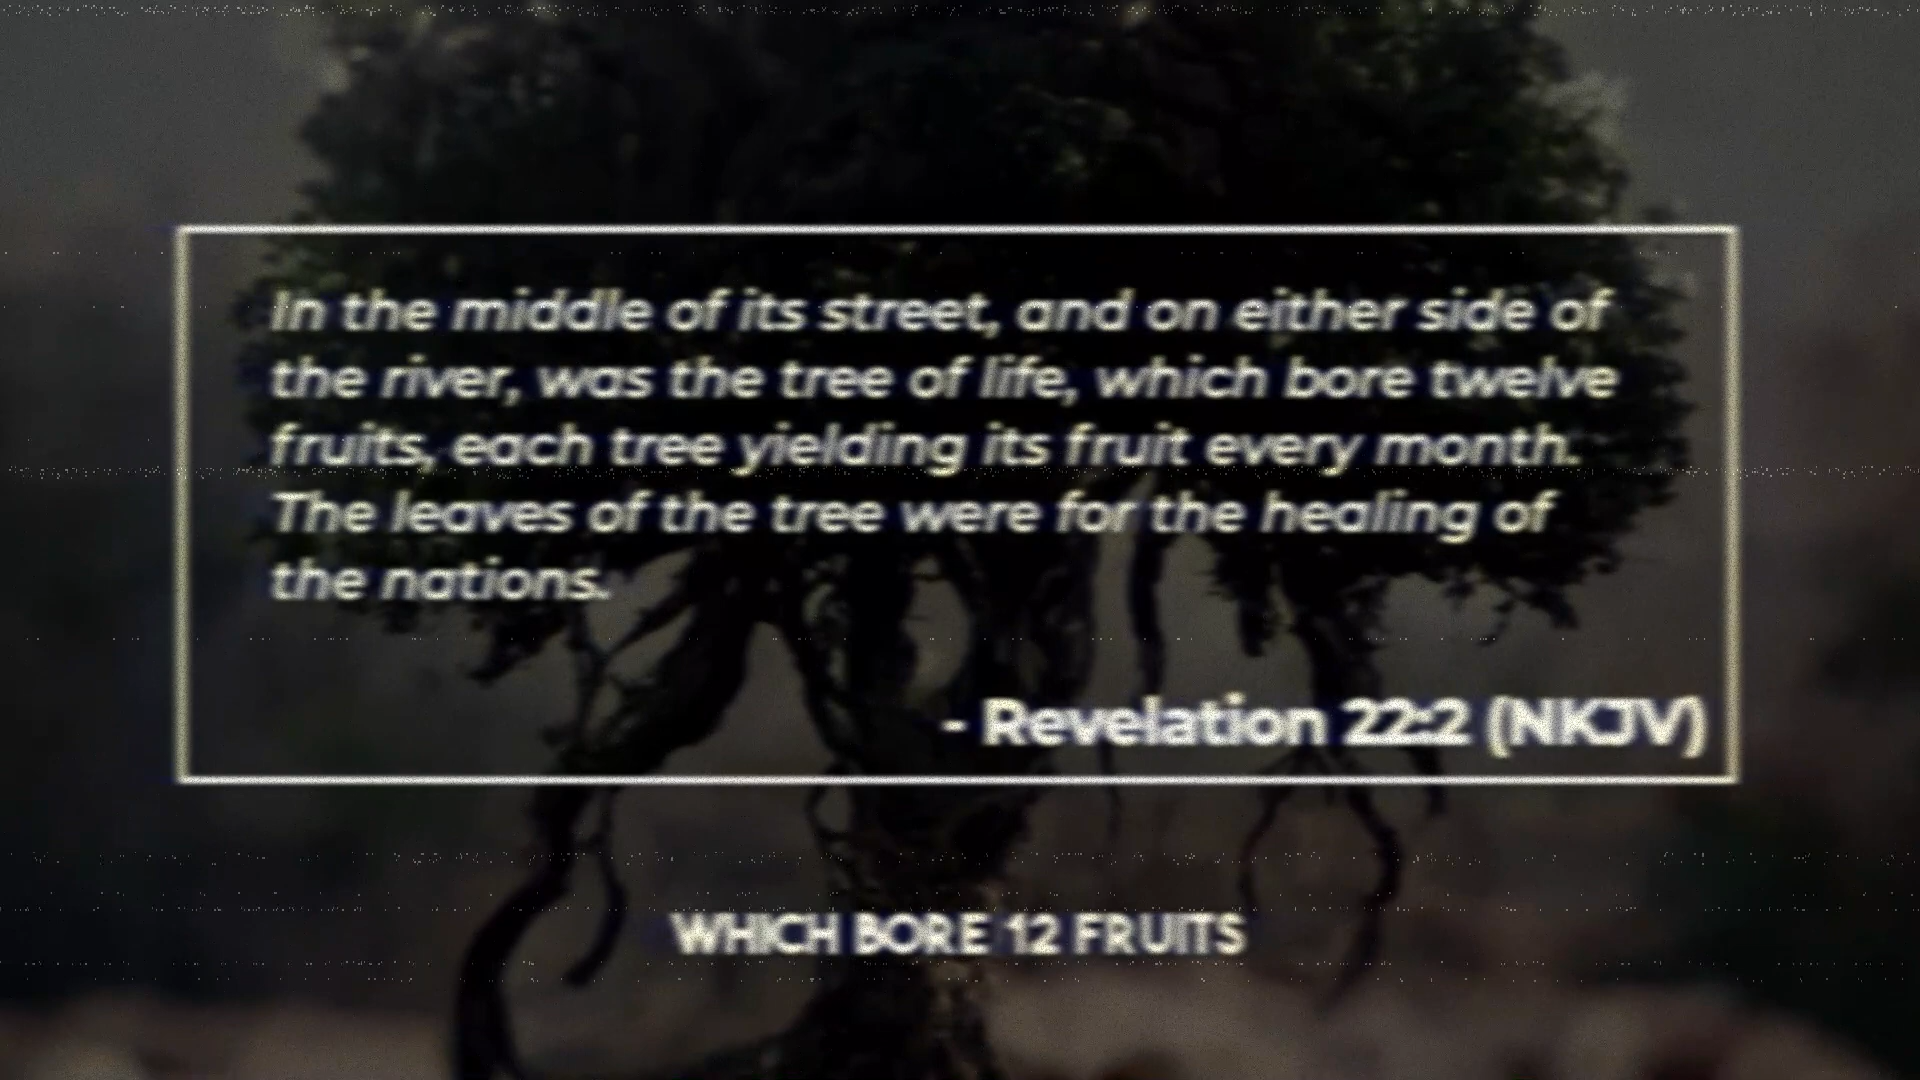 In the middle of its street, and on either side of
the river, was the tree of life, which bore twelve
fruits, each tree yielding its fruit every month.
The leaves of the tree were for the healing of
the nations.
- Revelation 22:2 (NKJV)
WHICH BORE 12 FRUITS